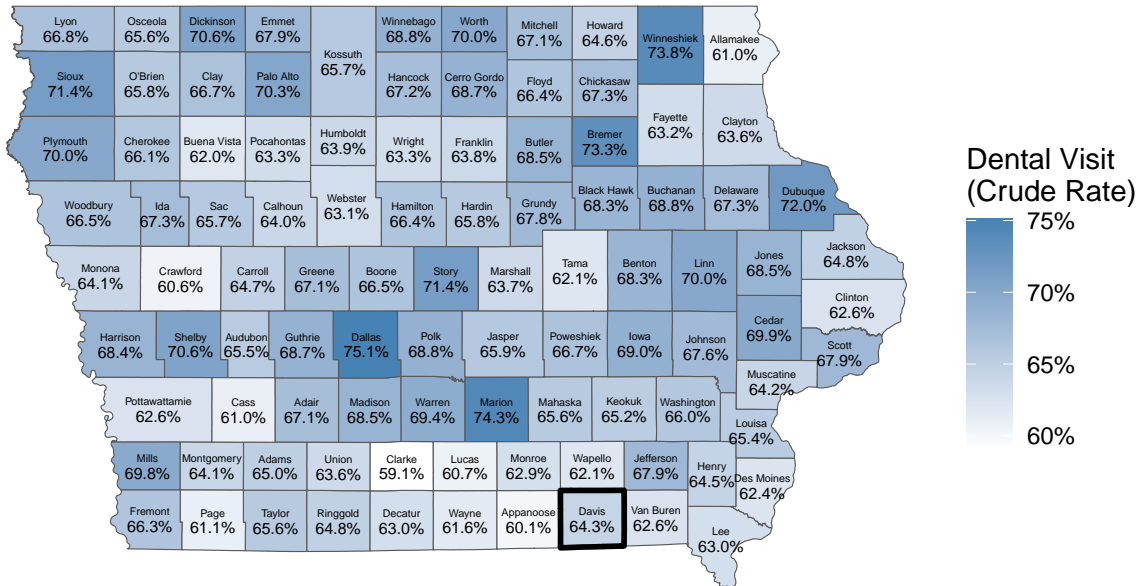 Lyon
66.8%
Osceola
65.6%
Dickinson
70.6%
Emmet
67.9%
Kossuth
65.7%
Winnebago
68.8%
Worth
70.0%
Mitchell
67.1%
Howard
64.6%
Winneshiek
73.8%
Allamakee
61.0%
Sioux
71.4%
O'Brien
65.8%
Clay
66.7%
Palo Alto
70.3%
Hancock
67.2%
Cerro Gordo
68.7%
Floyd
66.4%
Chickasaw
67.3%
Fayette
63.2%
Clayton
63.6%
Plymouth
70.0%
Cherokee
66.1%
Buena Vista
62.0%
Pocahontas
63.3%
Humboldt
63.9%
Wright
63.3%
Franklin
63.8%
Butler
68.5%
Bremer
73.3%
Woodbury
66.5%
Ida
67.3%
Sac
65.7%
Calhoun
64.0%
Webster
63.1%
Hamilton
66.4%
Hardin
65.8%
Grundy
67.8%
Black Hawk
68.3%
Buchanan
68.8%
Delaware
67.3%
Dubuque
72.0%
Monona
64.1%
Crawford
60.6%
Carroll
64.7%
Greene
67.1%
Boone
66.5%
Story
71.4%
Marshall
63.7%
Tama
62.1%
Benton
68.3%
Linn
70.0%
Jones
68.5%
Jackson
64.8%
Clinton
62.6%
Harrison
68.4%
Shelby
70.6%
Audubon
65.5%
Guthrie
68.7%
Dallas
75.1%
Polk
68.8%
Jasper
65.9%
Poweshiek
66.7%
Iowa
69.0%
Johnson
67.6%
Cedar
69.9%
Scott
67.9%
Muscatine
64.2%
Pottawattamie
62.6%
Cass
61.0%
Adair
67.1%
Madison
68.5%
Warren
69.4%
Marion
74.3%
Mahaska
65.6%
Keokuk
65.2%
Washington
66.0%
Louisa
65.4%
Mills
69.8%
Montgomery
64.1%
Adams
65.0%
Union
63.6%
Clarke
59.1%
Lucas
60.7%
Monroe
62.9%
Wapello
62.1%
Jefferson
67.9%
Henry
64.5%
Des Moines
62.4%
Fremont
66.3%
Page
61.1%
Taylor
65.6%
Ringgold
64.8%
Decatur
63.0%
Wayne
61.6%
Appanoose
60.1%
Davis
64.3%
Van Buren
62.6%
Lee
63.0%
Dental Visit
(Crude Rate)
75%
70%
65%
60%